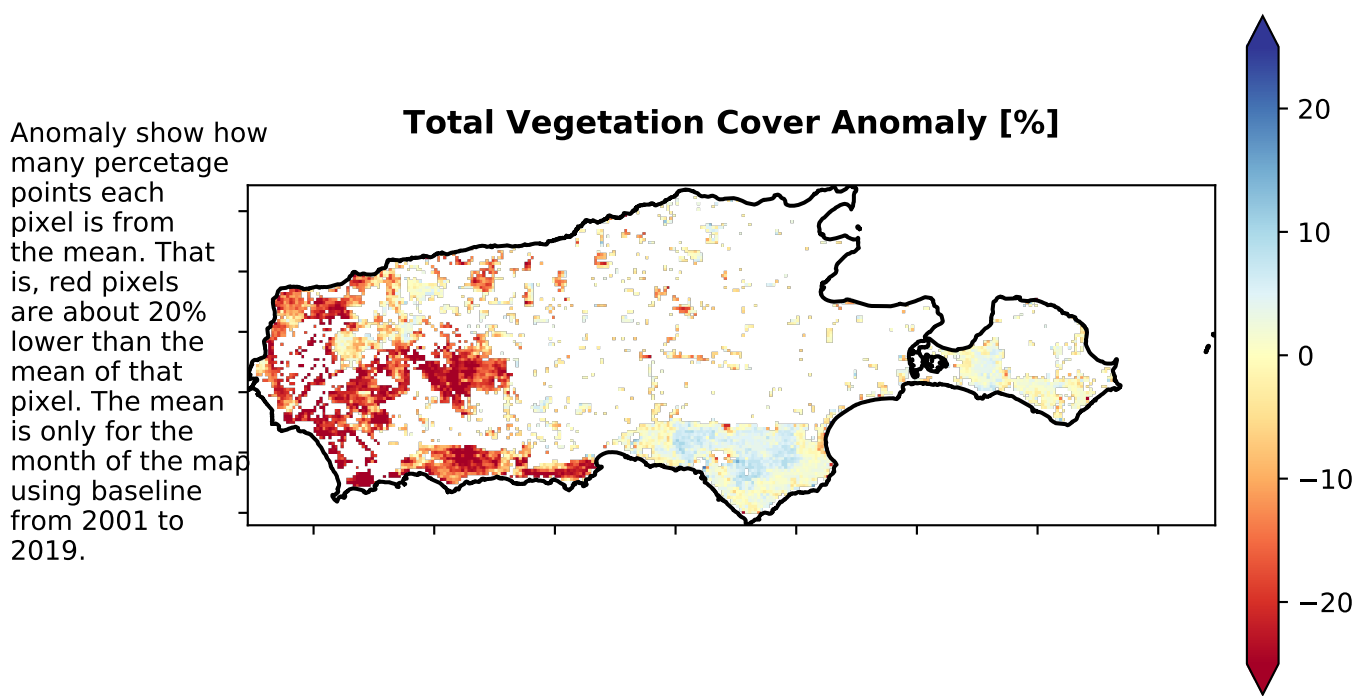 Total Vegetation Cover Anomaly [%]
Anomaly show how
many percetage
points each
pixel is from
the mean. That
is, red pixels
are about 20%
lower than the
mean of that
pixel. The mean
is only for the
month of the map
using baseline
from 2001 to
2019.
20
10
0
−10
−20